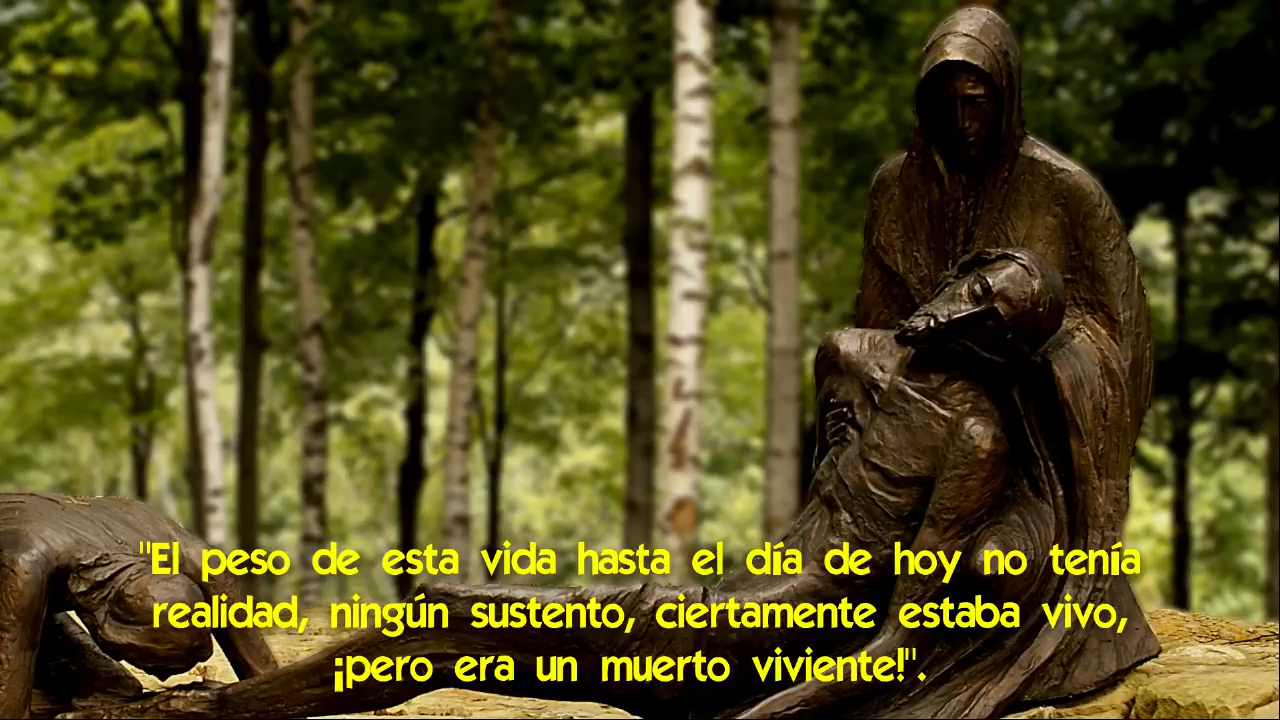 "El peso de esta vida hasta el día de hoy no tenía
realidad, ningún sustento, ciertamente estaba vivo,
¡pero era un muerto viviente!".